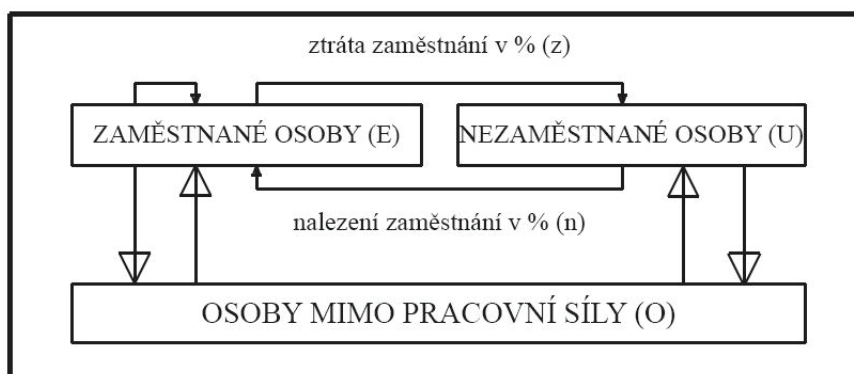 ztráta zaměstnání v % (z)
ZAMĚSTNANÉ OSOBY (E)
NEZAMĚSTNANÉ OSOBY (U)
nalezení zaměstnání v % (n)
OSOBY MIMO PRACOVNÍ SÍLY (O)